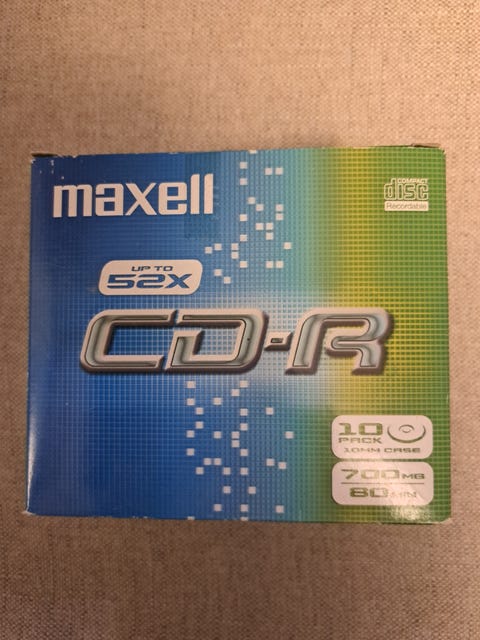 maxell
COMPACT
disc
Recordable
UP TO
52X
CD-R
10
PACK
10MM CASE
700MB
80MIN